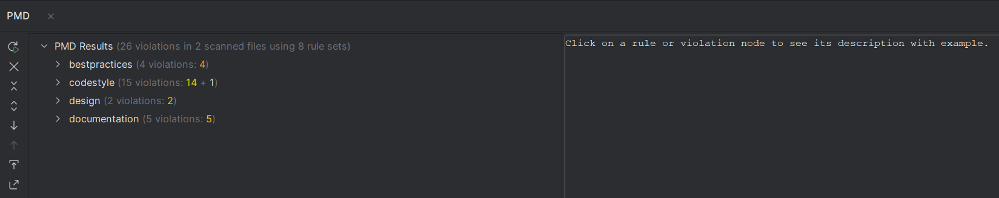 PMD
PMD Results (26 violations in 2 scanned files using 8 rule sets)
bestpractices (4 violations: 4)
codestyle (15 violations: 14 + 1)
design (2 violations: 2)
documentation (5 violations: 5)
Click on a rule or violation node to see its description with example.